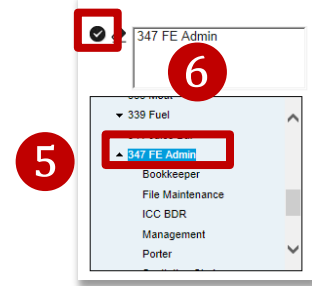 347 FE Admin
6
339 Fuel
5
347 FE Admin
Bookkeeper
File Maintenance
ICC BDR
Management
Porter